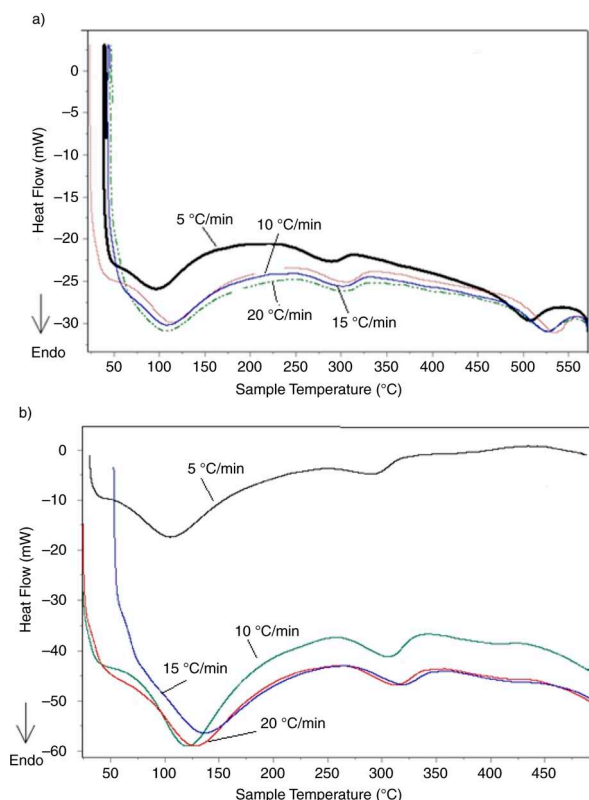 a)
0
−5
−10
−15
−20
−25
−30
Heat Flow (mW)
Endo
5 °C/min
10 °C/min
20 °C/min
15 °C/min
50 100 150 200 250 300 350 400 450 500 550
Sample Temperature (°C)
b)
0
−10
−20
−30
−40
−50
−60
Heat Flow (mW)
Endo
5 °C/min
10 °C/min
15 °C/min
20 °C/min
50 100 150 200 250 300 350 400 450
Sample Temperature (°C)